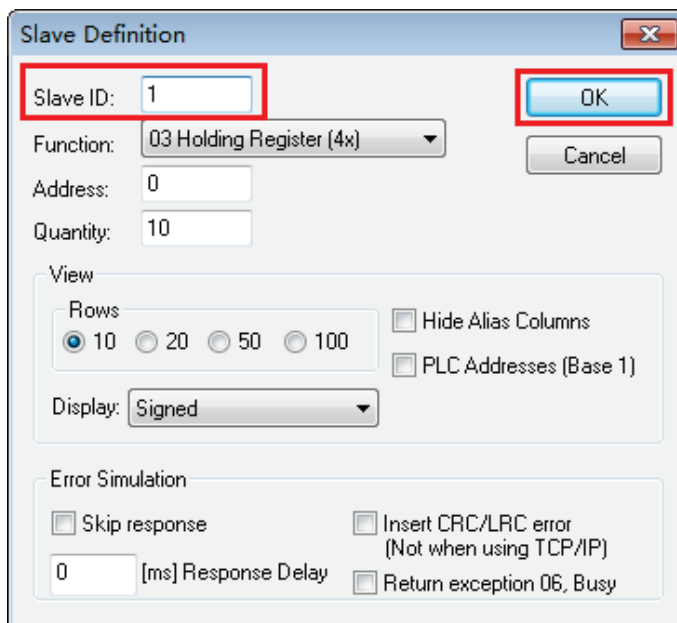 Slave Definition
Slave ID: 1
OK
Function: 03 Holding Register (4x)
Cancel
Address: 0
Quantity: 10
View
Rows
10 20 50 100
Hide Alias Columns
PLC Addresses (Base 1)
Display: Signed
Error Simulation
Skip response
Insert CRC/LRC error
(Not when using TCP/IP)
0 [ms] Response Delay
Return exception 06, Busy